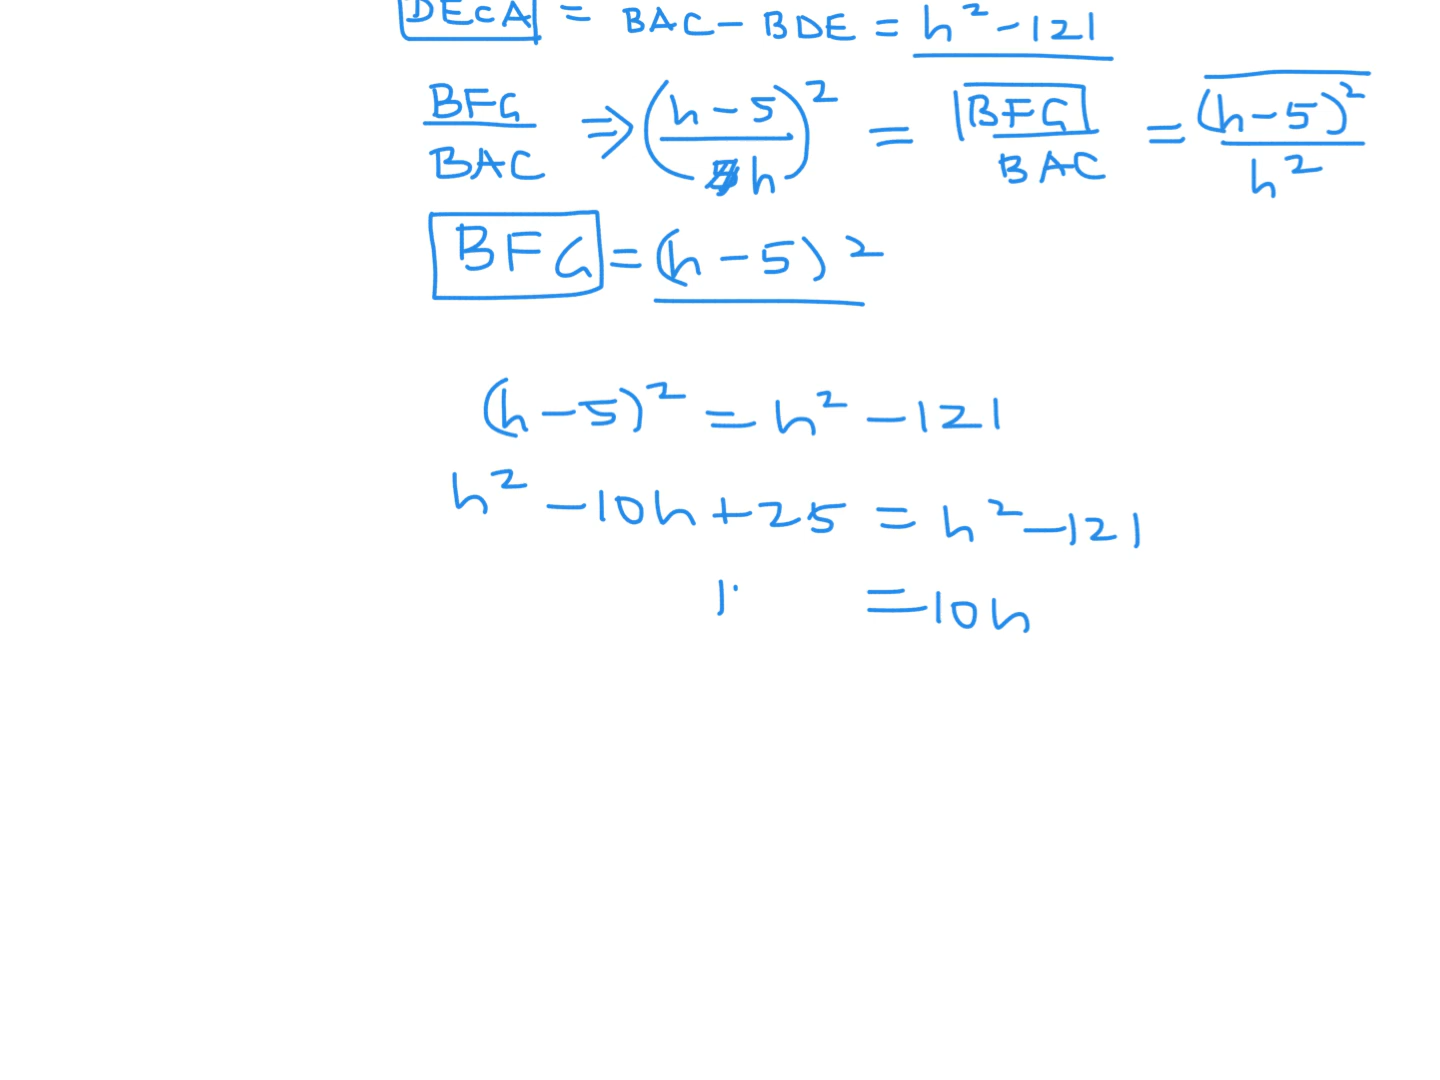 DECA = BAC - BDE = h² - 121
BFG/BAC ⇒ ((h - 5)/h)² = BFG/BAC = (h - 5)²/h²
BFG = (h - 5)²
(h - 5)² = h² - 121
h² - 10h + 25 = h² - 121
1 = 10h